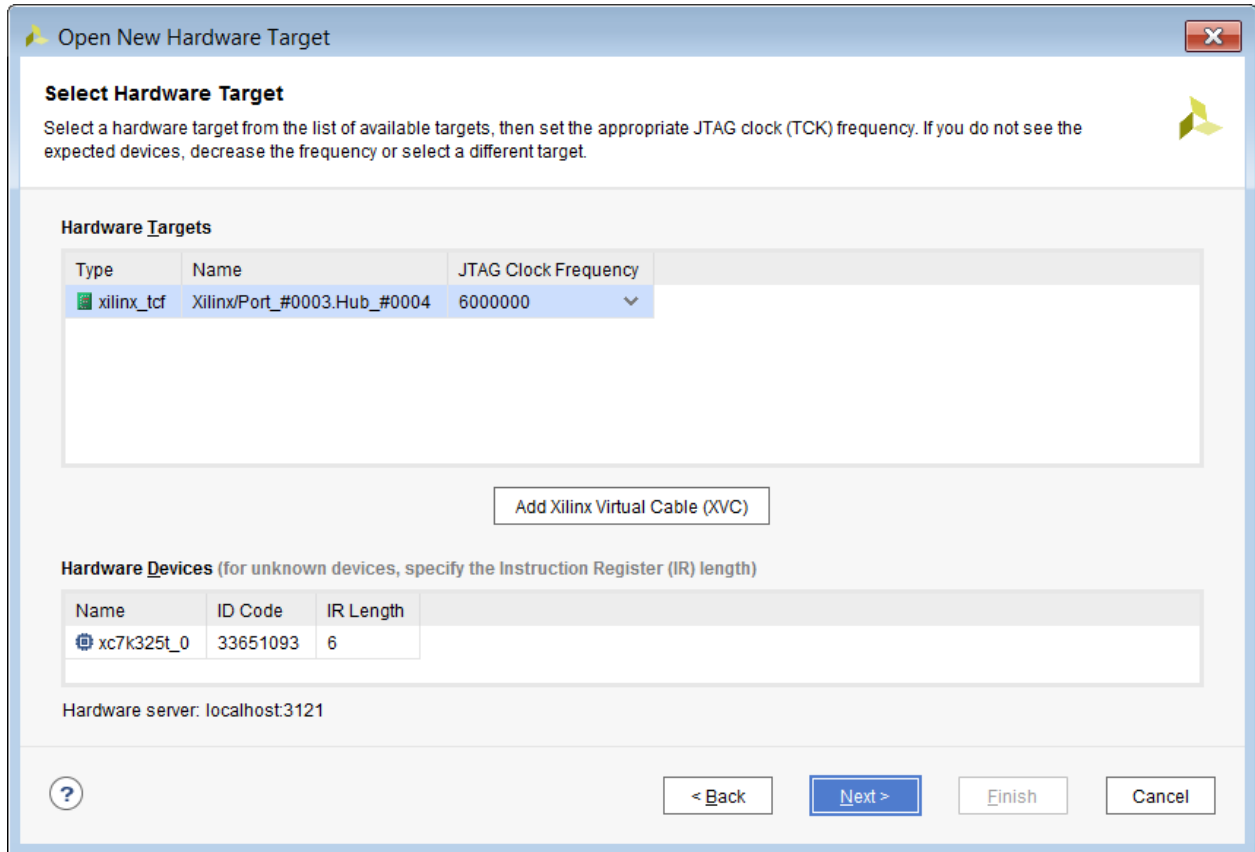 Open New Hardware Target
Select Hardware Target
Select a hardware target from the list of available targets, then set the appropriate JTAG clock (TCK) frequency. If you do not see the
expected devices, decrease the frequency or select a different target.
Hardware Targets
Type Name JTAG Clock Frequency
xilinx_tcf Xilinx/Port_#0003.Hub_#0004 6000000
Add Xilinx Virtual Cable (XVC)
Hardware Devices (for unknown devices, specify the Instruction Register (IR) length)
Name ID Code IR Length
xc7k325t_0 33651093 6
Hardware server: localhost:3121
? < Back Next > Finish Cancel